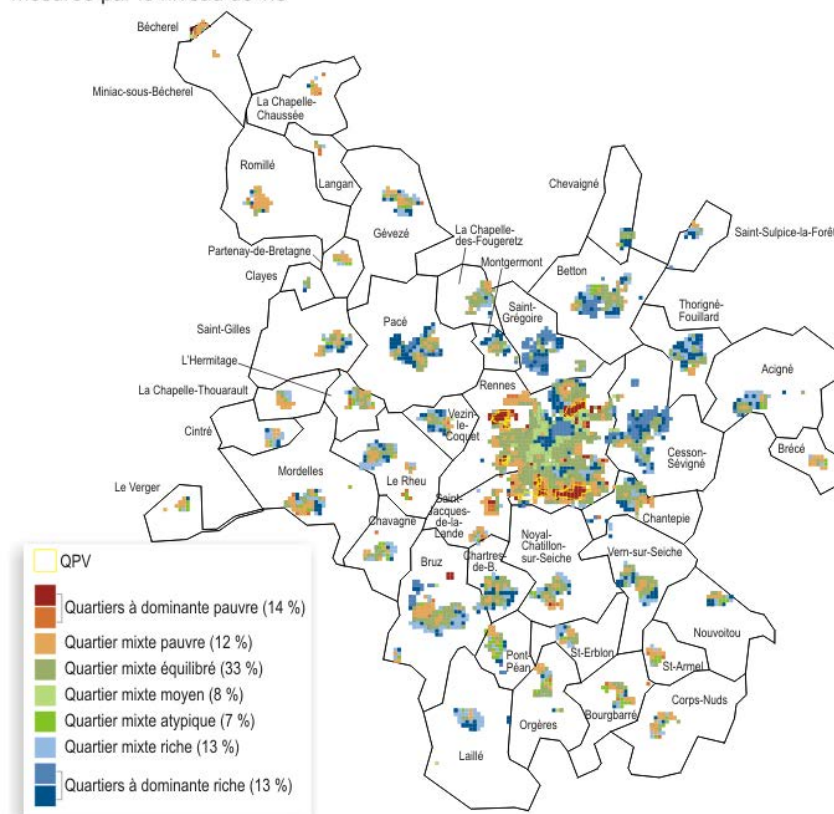 Bécherel
Miniac-sous-Bécherel
La Chapelle-
Chaussée
Romillé
Langan
Chevaigné
Gévezé
La Chapelle-
des-Fougeretz
Saint-Sulpice-la-Forêt
Partenay-de-Bretagne
Montgermont
Betton
Clayes
Saint-
Grégoire
Thorigné-
Fouillard
Saint-Gilles
Pacé
L'Hermitage
Acigné
La Chapelle-Thouarault
Rennes
Cintré
Vezin-
le-
Coquet
Cesson-
Sévigné
Brécé
Mordelles
Le Rheu
Le Verger
Saint-
Jacques-
de-la-
Lande
Chantepie
Chavagne
Noyal-
Chatillon-
sur-Seiche
Bruz
Chartres-
de-B.
Vern-sur-Seiche
Nouvoitou
Pont-
Péan
St-Erblon
St-Armel
Orgères
Bourgbarré
Corps-Nuds
Laillé
QPV
Quartiers à dominante pauvre (14 %)
Quartier mixte pauvre (12 %)
Quartier mixte équilibré (33 %)
Quartier mixte moyen (8 %)
Quartier mixte atypique (7 %)
Quartier mixte riche (13 %)
Quartiers à dominante riche (13 %)